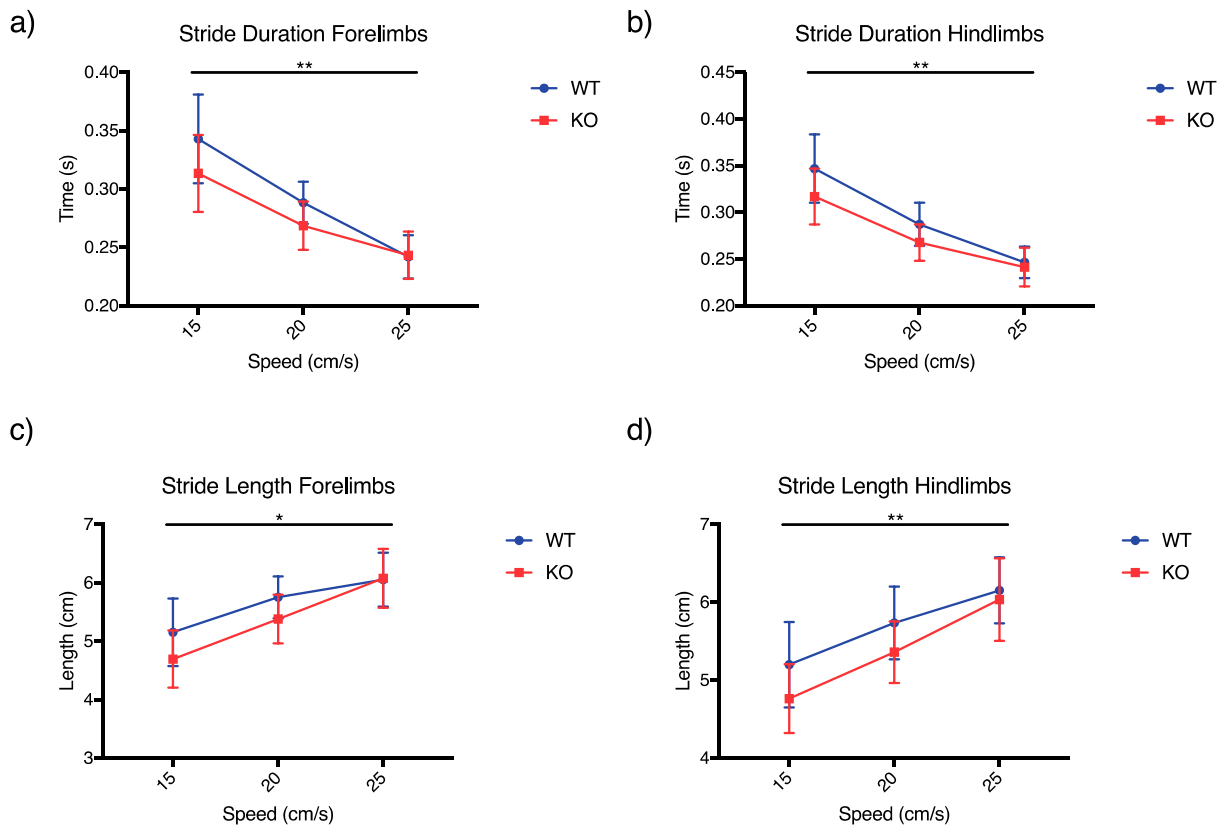 a)
Stride Duration Forelimbs
**
0.40
0.35
0.30
0.25
0.20
Time (s)
15
20
25
Speed (cm/s)
WT
KO
b)
Stride Duration Hindlimbs
**
0.45
0.40
0.35
0.30
0.25
0.20
Time (s)
15
20
25
Speed (cm/s)
WT
KO
c)
Stride Length Forelimbs
*
7
6
5
4
3
Length (cm)
15
20
25
Speed (cm/s)
WT
KO
d)
Stride Length Hindlimbs
**
7
6
5
4
Length (cm)
15
20
25
Speed (cm/s)
WT
KO